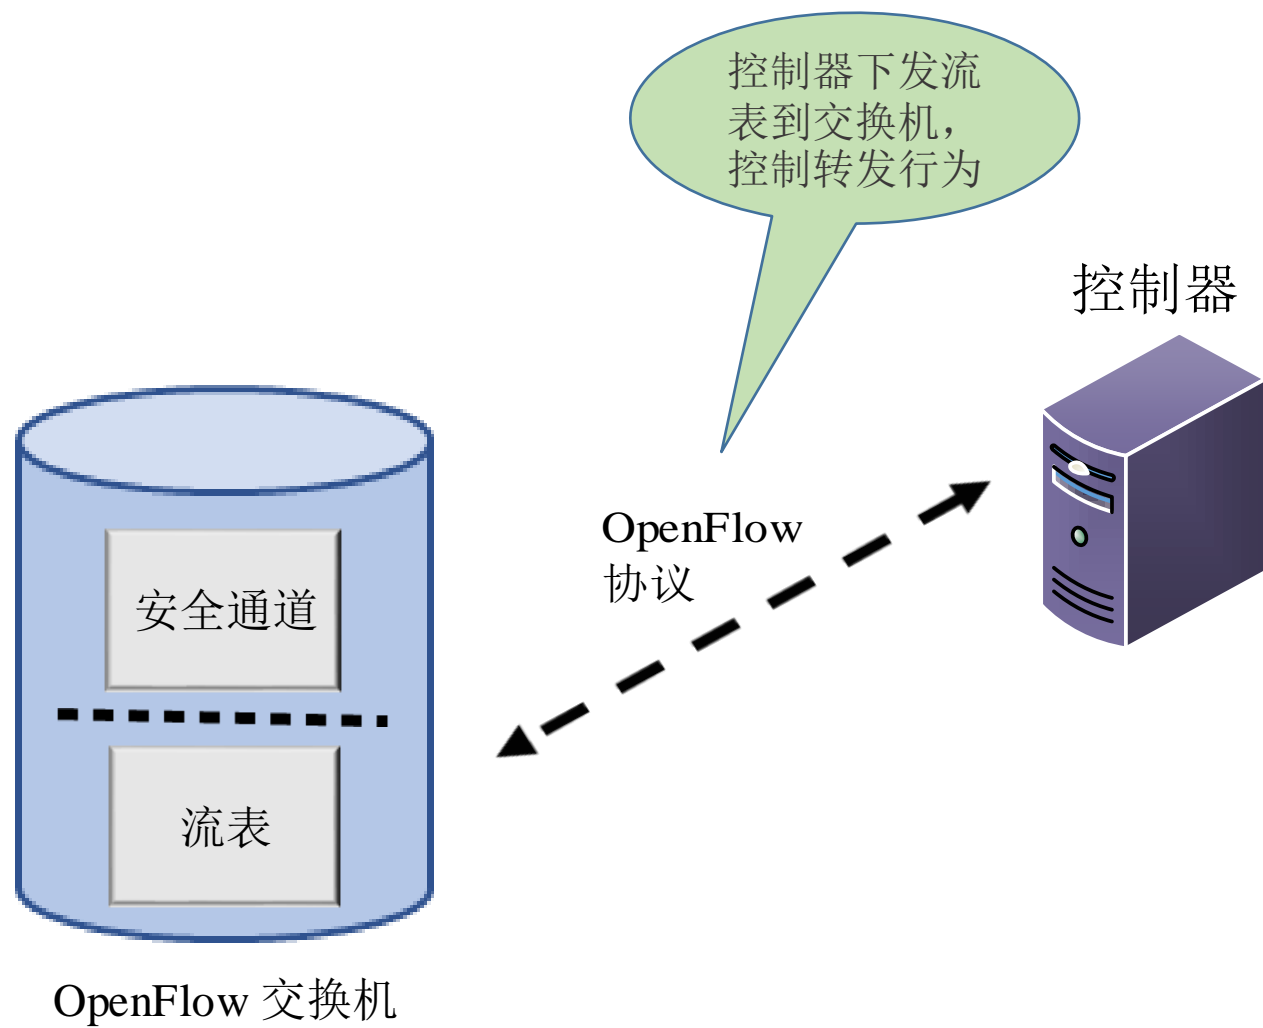 控制器下发流
表到交换机，
控制转发行为
控制器
OpenFlow
协议
安全通道
流表
OpenFlow 交换机